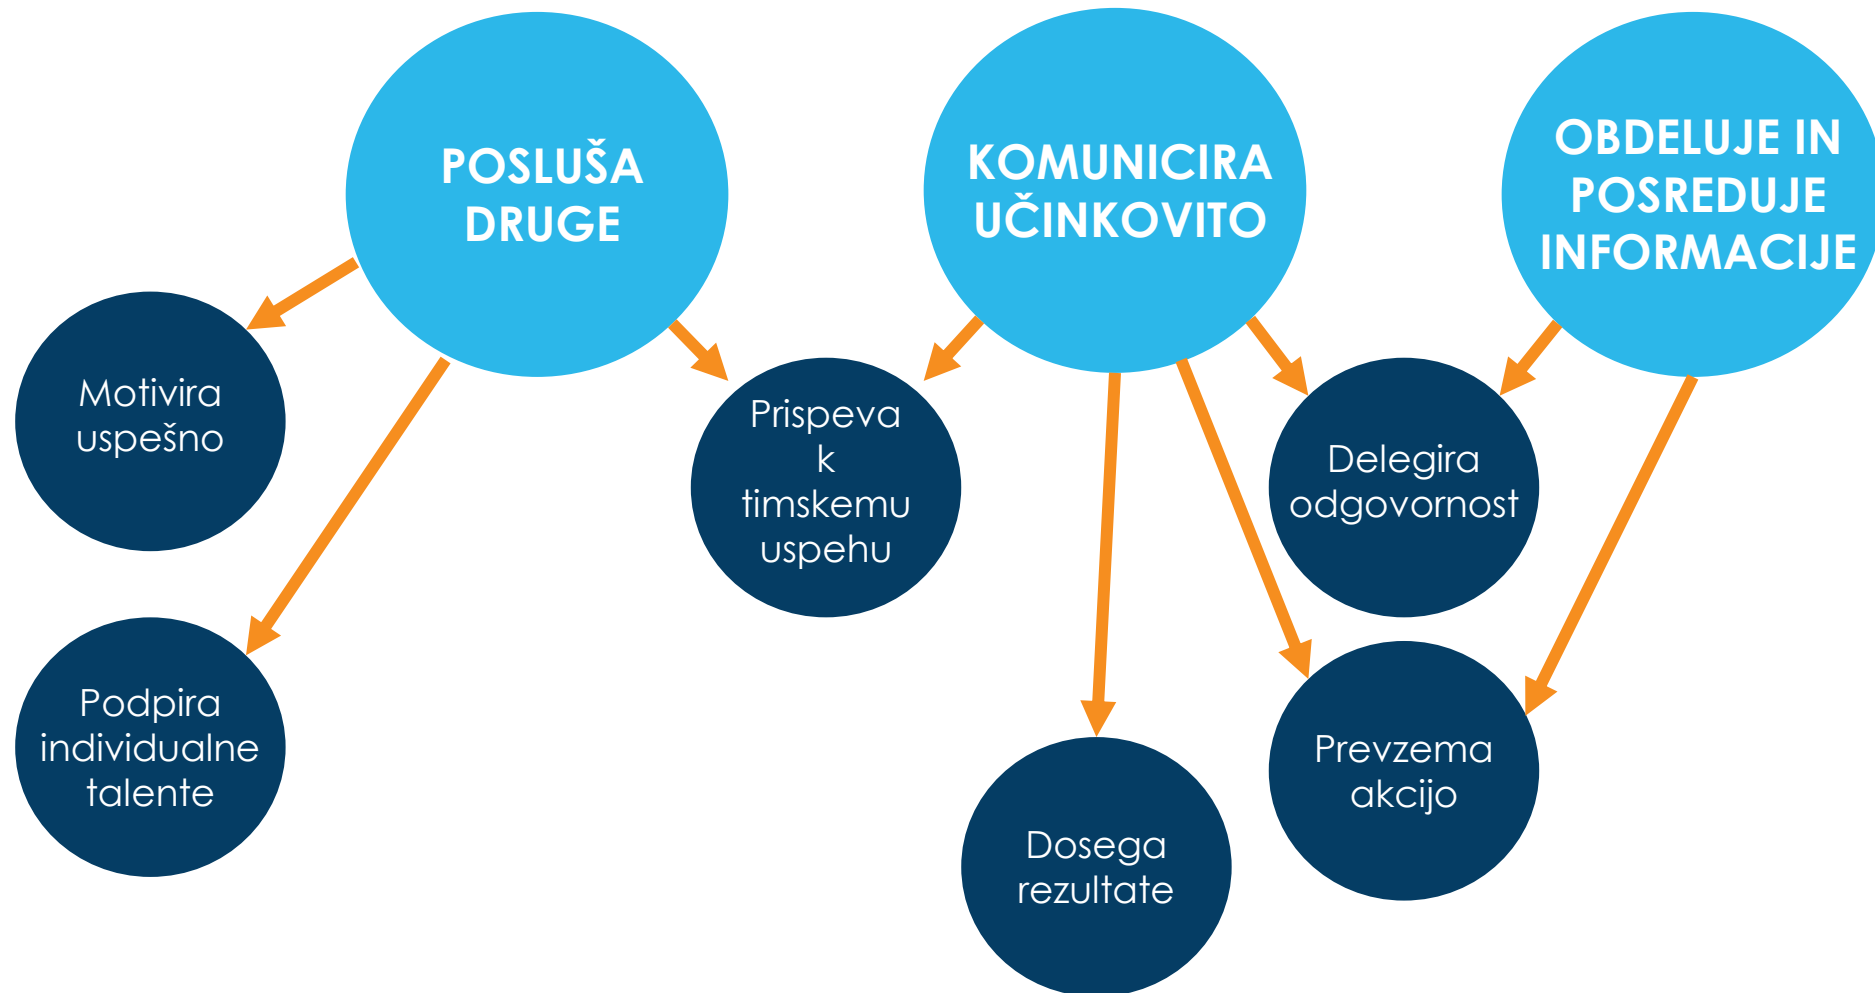 POSLUŠA
DRUGE
KOMUNICIRA
UČINKOVITO
OBDELUJE IN
POSREDUJE
INFORMACIJE
Motivira
uspešno
Prispeva
k
timskemu
uspehu
Delegira
odgovornost
Podpira
individualne
talente
Prevzema
akcijo
Dosega
rezultate